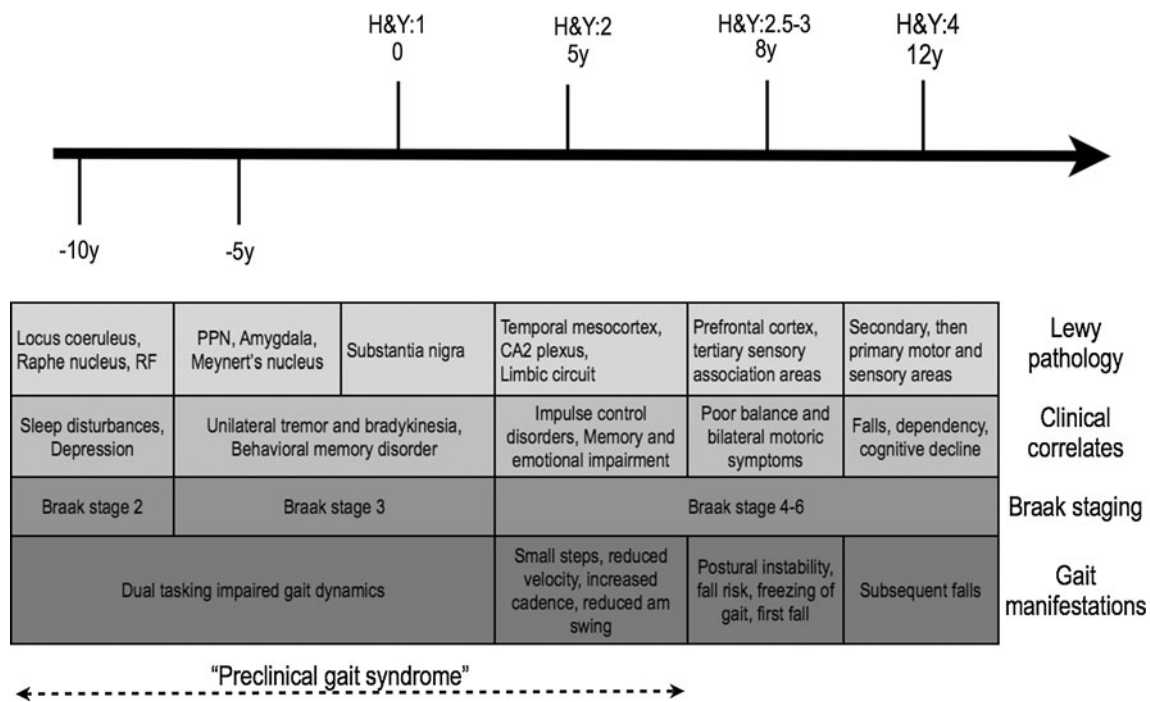 H&Y:1
0
H&Y:2
5y
H&Y:2.5-3
8y
H&Y:4
12y
-10y
-5y
Locus coeruleus,
Raphe nucleus, RF
PPN, Amygdala,
Meynert's nucleus
Substantia nigra
Temporal mesocortex,
CA2 plexus,
Limbic circuit
Prefrontal cortex,
tertiary sensory
association areas
Secondary, then
primary motor and
sensory areas
Lewy
pathology
Sleep disturbances,
Depression
Unilateral tremor and bradykinesia,
Behavioral memory disorder
Impulse control
disorders, Memory and
emotional impairment
Poor balance and
bilateral motoric
symptoms
Falls, dependency,
cognitive decline
Clinical
correlates
Braak stage 2
Braak stage 3
Braak stage 4-6
Braak staging
Dual tasking impaired gait dynamics
Small steps, reduced
velocity, increased
cadence, reduced am
swing
Postural instability,
fall risk, freezing of
gait, first fall
Subsequent falls
Gait
manifestations
“Preclinical gait syndrome”